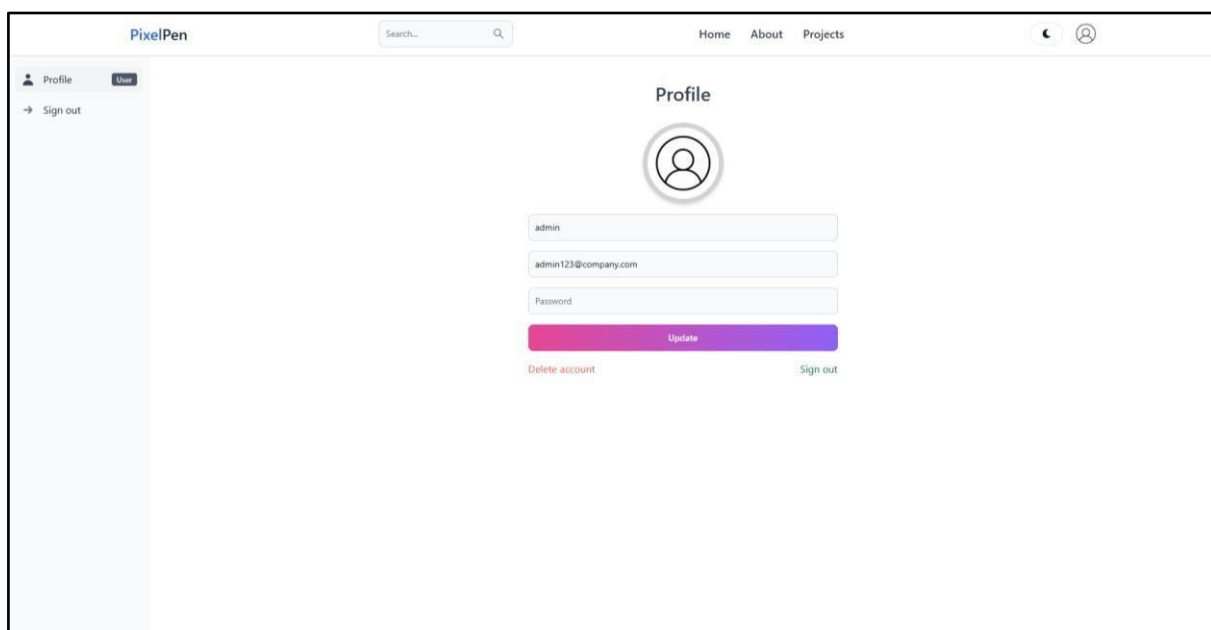 PixelPen Search... Home About Projects
Profile User
Sign out
Profile
admin
admin123@company.com
Password
Update
Delete account Sign out